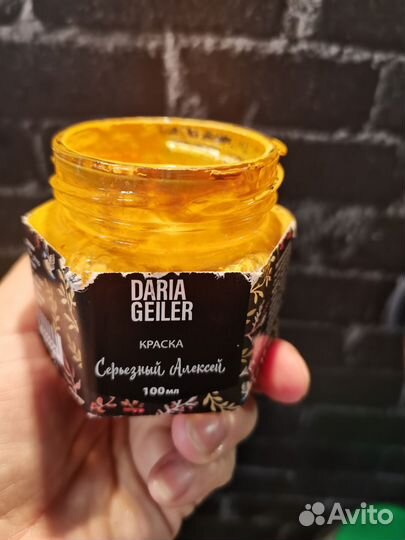 DARIA
GEILER
КРАСКА
Серьезный Алексей
100мл
Avito